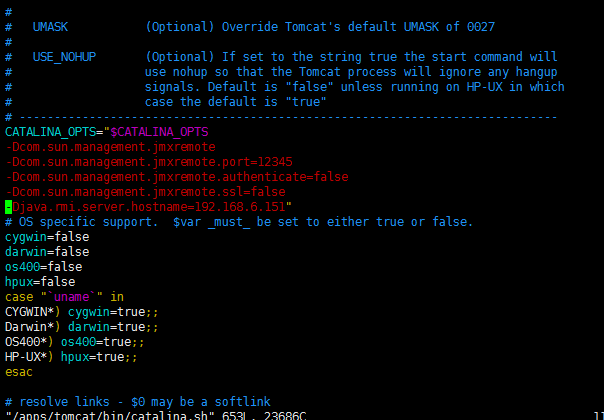 #
#   UMASK           (Optional) Override Tomcat's default UMASK of 0027
#
#   USE_NOHUP       (Optional) If set to the string true the start command will
#                   use nohup so that the Tomcat process will ignore any hangup
#                   signals. Default is "false" unless running on HP-UX in which
#                   case the default is "true"
# -----------------------------------------------------------------------------
CATALINA_OPTS="$CATALINA_OPTS
-Dcom.sun.management.jmxremote
-Dcom.sun.management.jmxremote.port=12345
-Dcom.sun.management.jmxremote.authenticate=false
-Dcom.sun.management.jmxremote.ssl=false
-Djava.rmi.server.hostname=192.168.6.151"
# OS specific support.  $var _must_ be set to either true or false.
cygwin=false
darwin=false
os400=false
hpux=false
case "`uname`" in
CYGWIN*) cygwin=true;;
Darwin*) darwin=true;;
OS400*) os400=true;;
HP-UX*) hpux=true;;
esac

# resolve links - $0 may be a softlink
"/apps/tomcat/bin/catalina.sh" 653L, 23686C